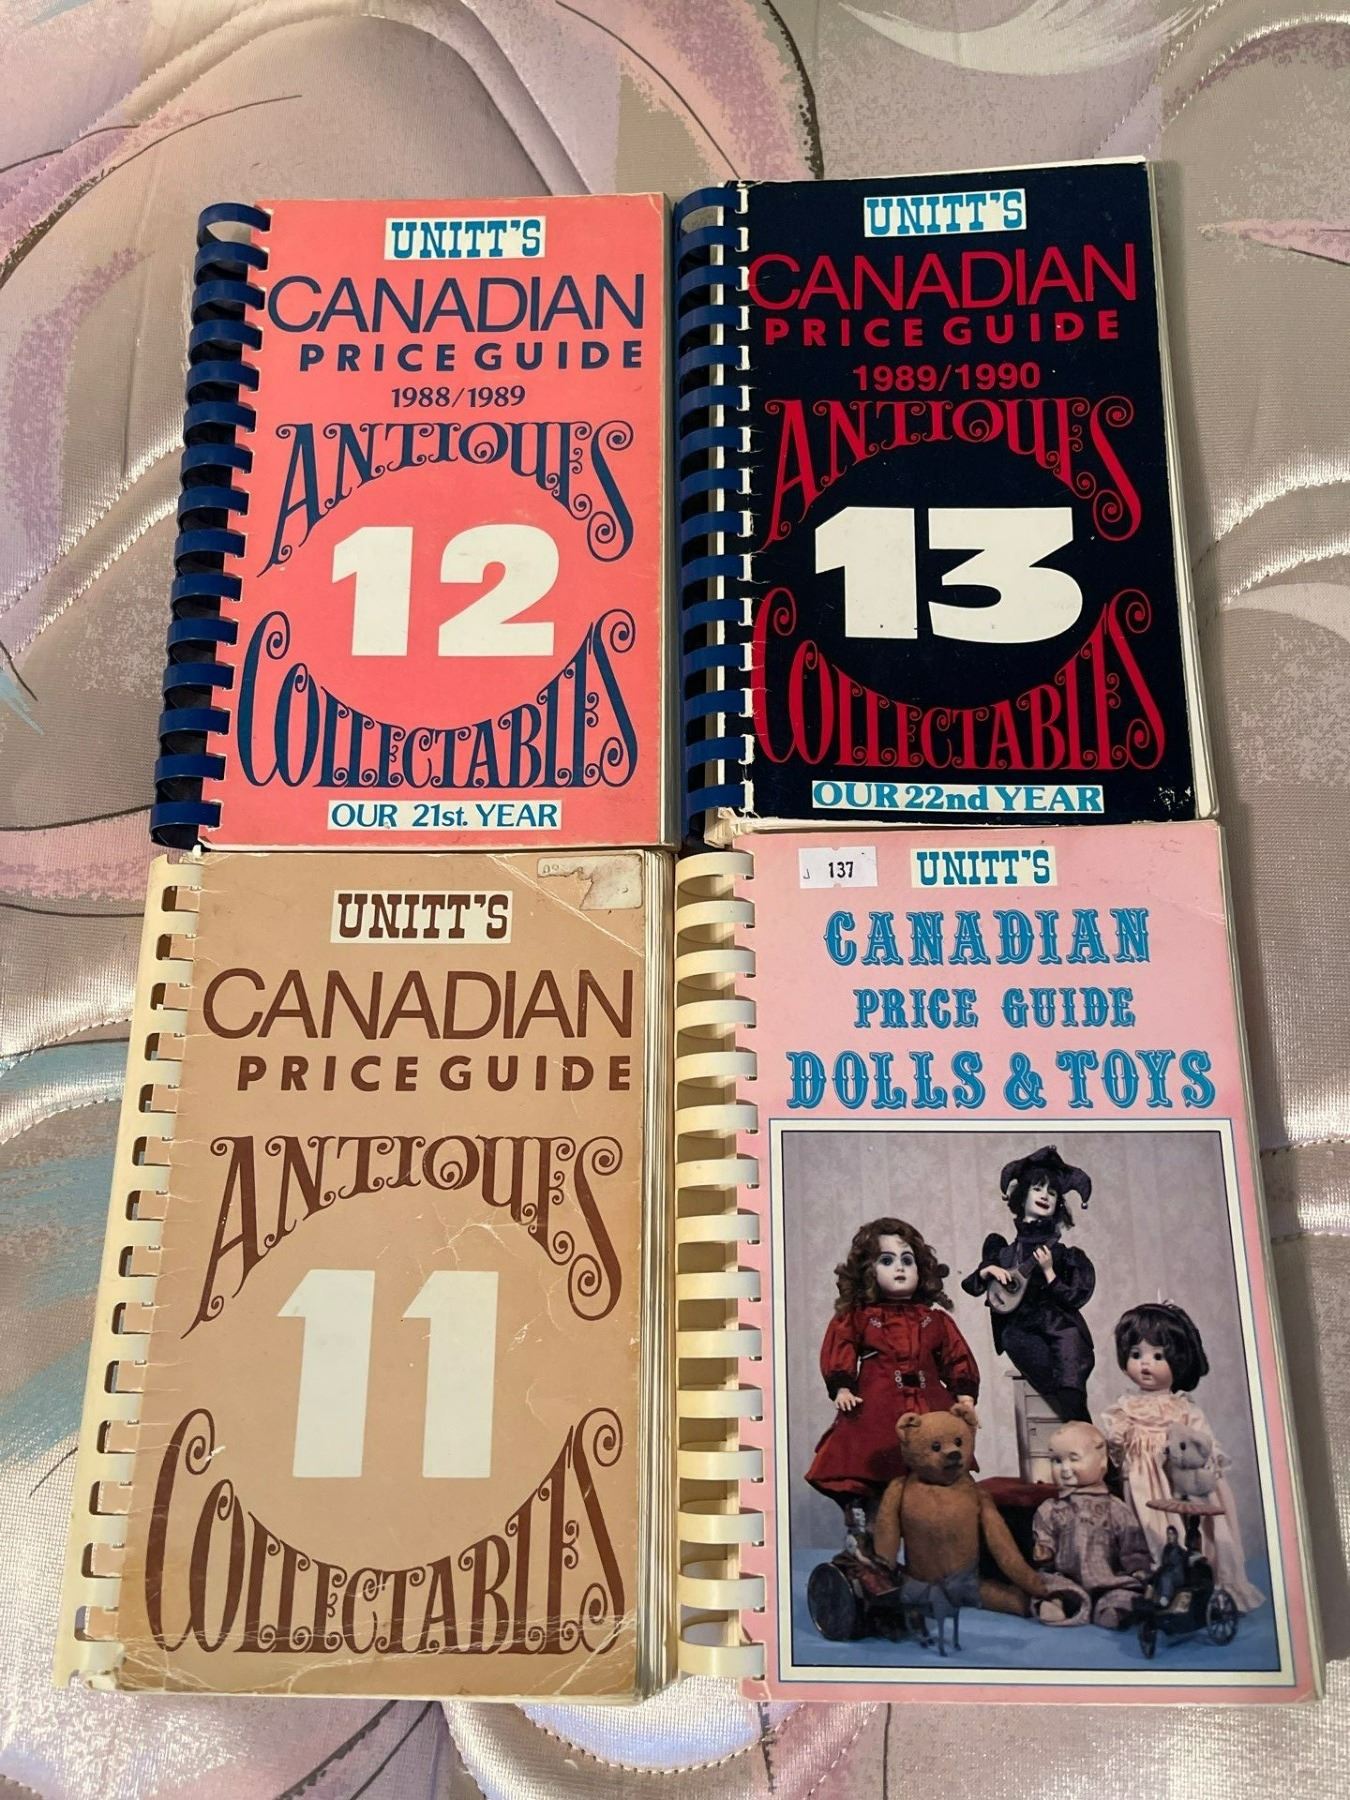 UNITT'S
CANADIAN
PRICE GUIDE
1988/1989
ANTIQUES
12
COLLECTABLES
OUR 21st. YEAR
UNITT'S
CANADIAN
PRICE GUIDE
1989/1990
ANTIQUES
13
COLLECTABLES
OUR 22nd YEAR
UNITT'S
CANADIAN
PRICE GUIDE
ANTIQUES
11
COLLECTABLES
137
UNITT'S
CANADIAN
PRICE GUIDE
DOLLS & TOYS